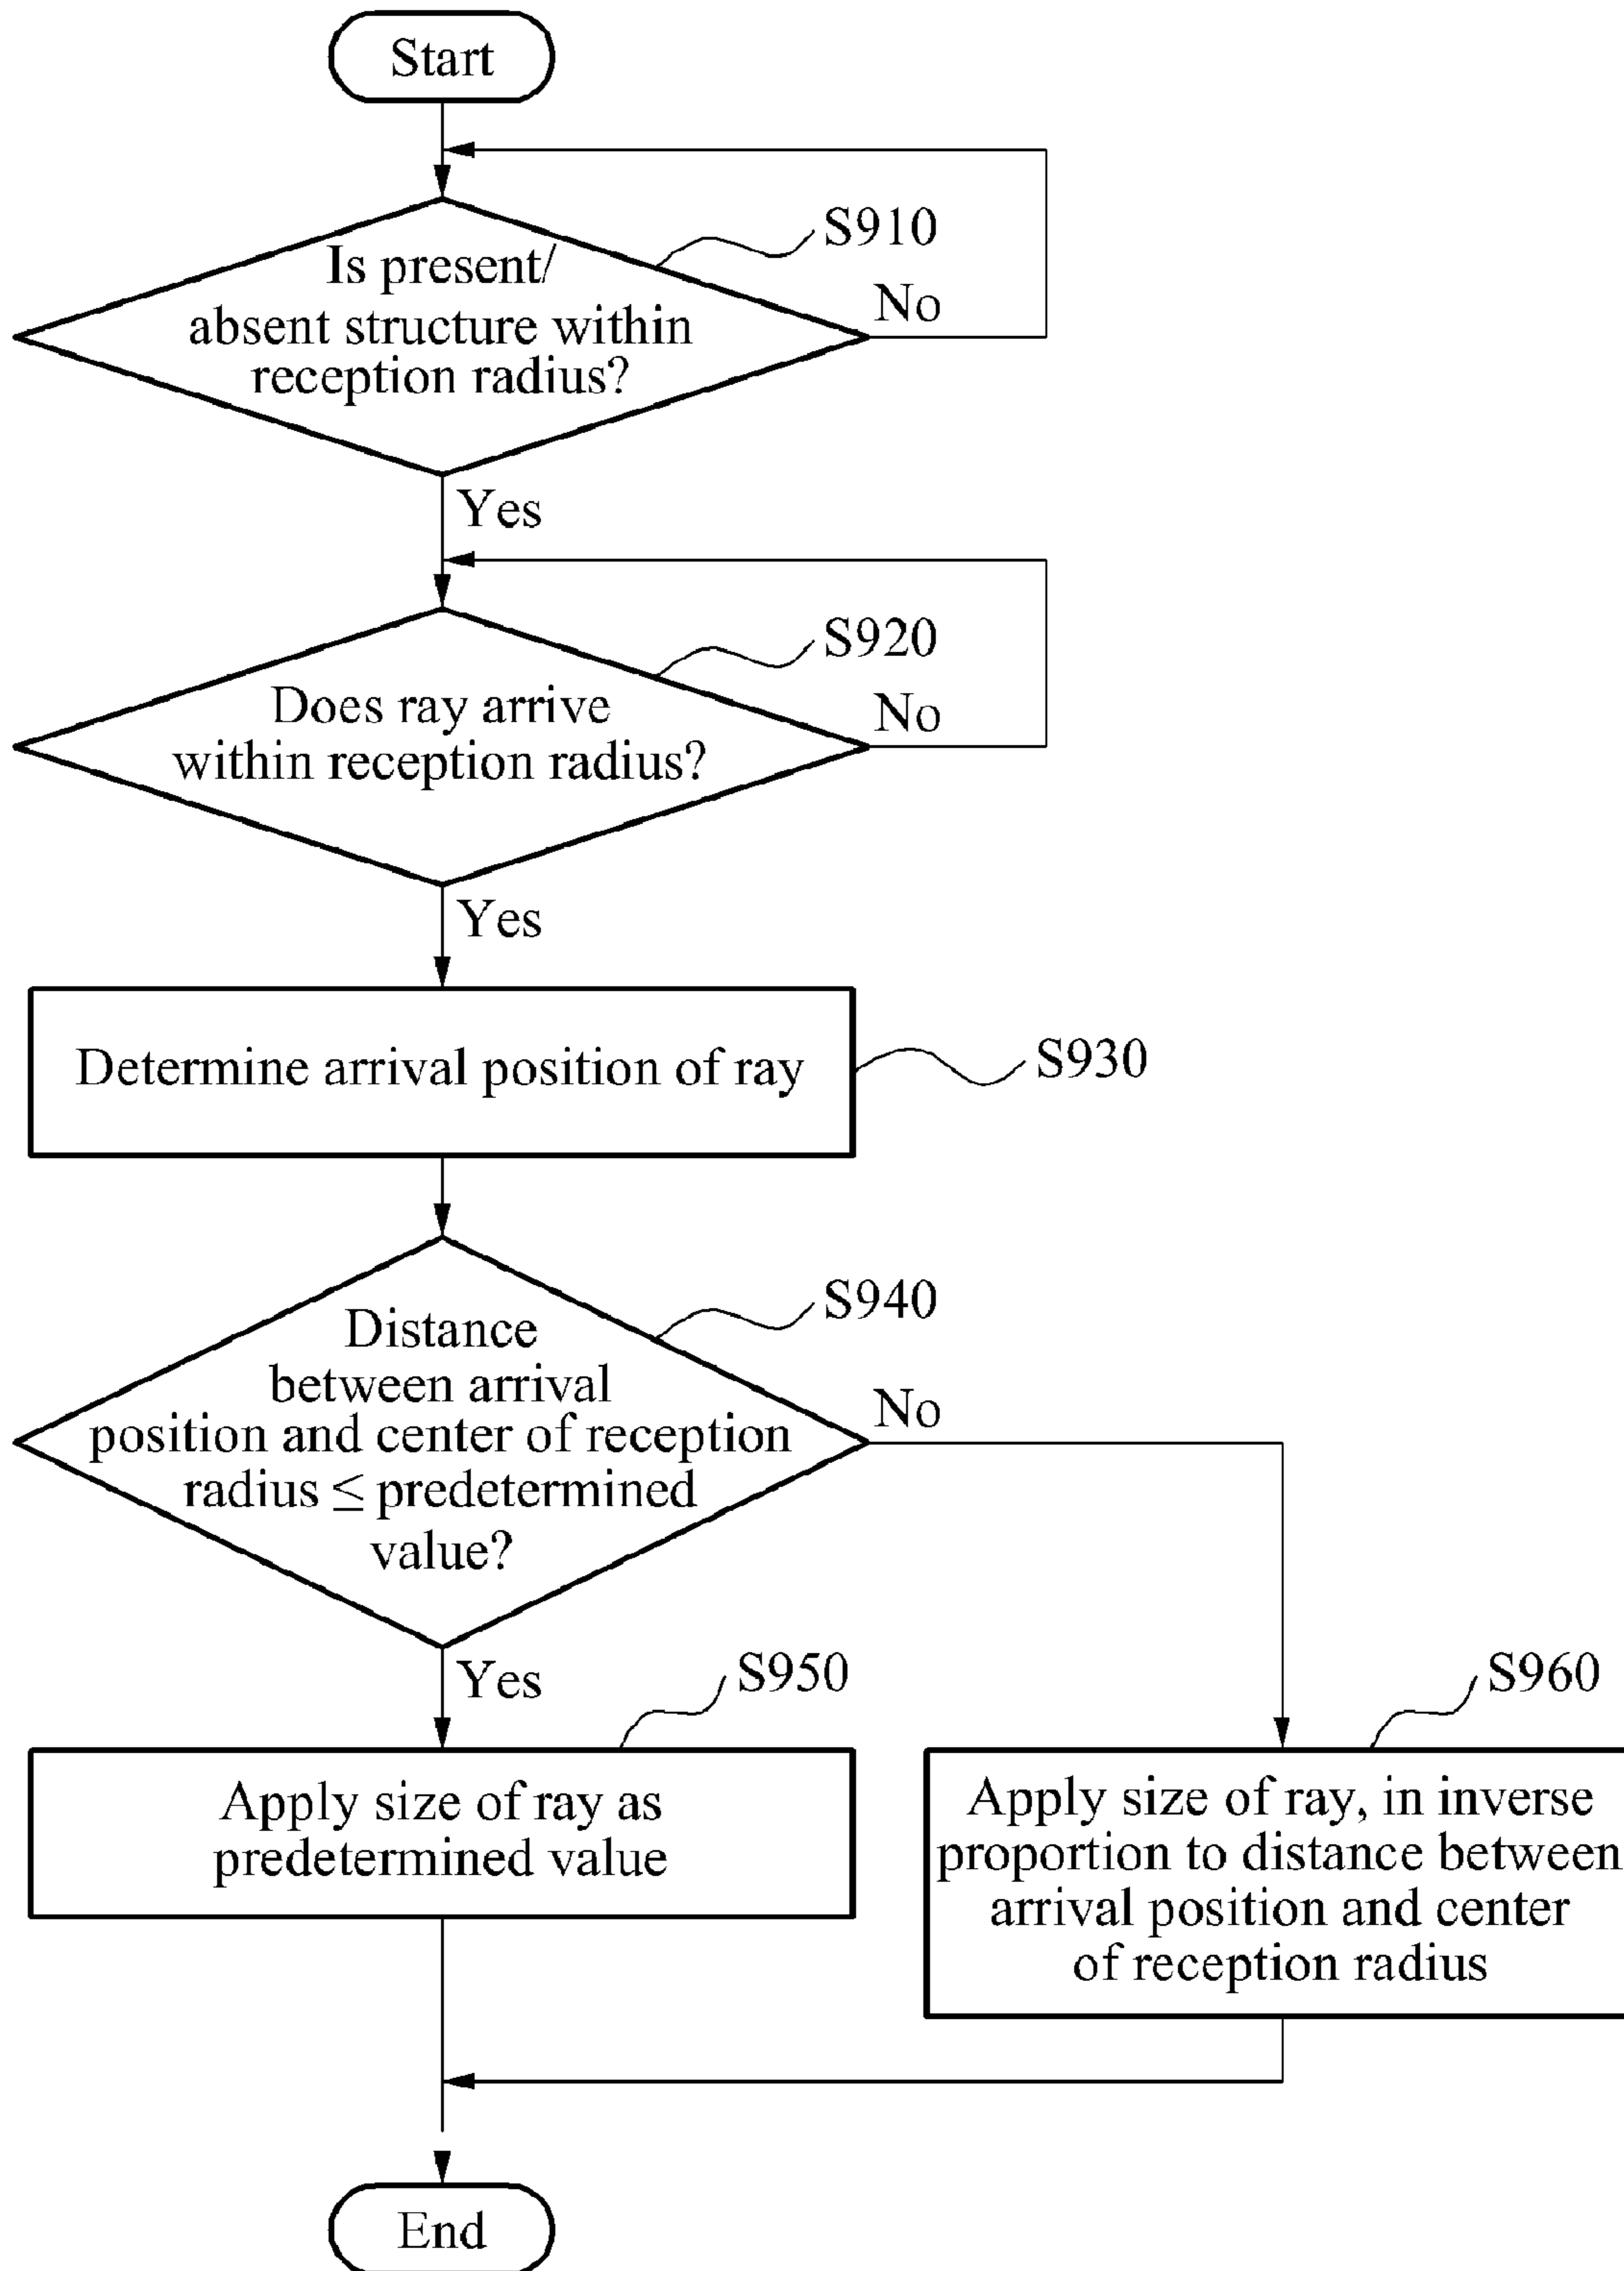 Start
S910
Is present/
absent structure within
reception radius?
No
Yes
S920
Does ray arrive
within reception radius?
No
Yes
Determine arrival position of ray
S930
S940
Distance
between arrival
position and center of reception
radius ≤ predetermined
value?
No
Yes
S950
S960
Apply size of ray as
predetermined value
Apply size of ray, in inverse
proportion to distance between
arrival position and center
of reception radius
End